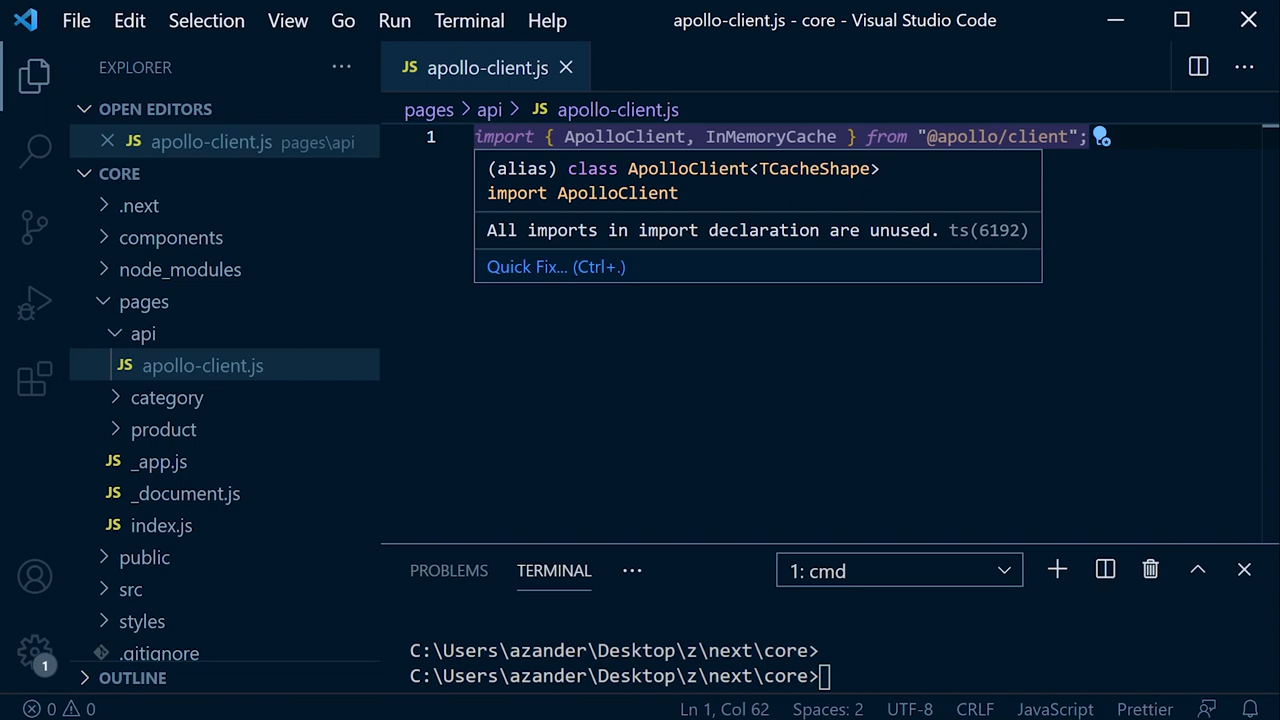 File Edit Selection View Go Run Terminal Help apollo-client.js - core - Visual Studio Code
EXPLORER ···
OPEN EDITORS
JS apollo-client.js pages\api
CORE
.next
components
node_modules
pages
api
JS apollo-client.js
category
product
JS _app.js
JS _document.js
JS index.js
public
src
styles
.gitignore
OUTLINE
1
JS apollo-client.js
pages > api > JS apollo-client.js
1 import { ApolloClient, InMemoryCache } from "@apollo/client";
(alias) class ApolloClient<TCacheShape>
import ApolloClient
All imports in import declaration are unused. ts(6192)
Quick Fix... (Ctrl+.)
PROBLEMS TERMINAL ··· 1: cmd
C:\Users\azander\Desktop\z\next\core>
C:\Users\azander\Desktop\z\next\core>
0 0 Ln 1, Col 62 Spaces: 2 UTF-8 CRLF JavaScript Prettier